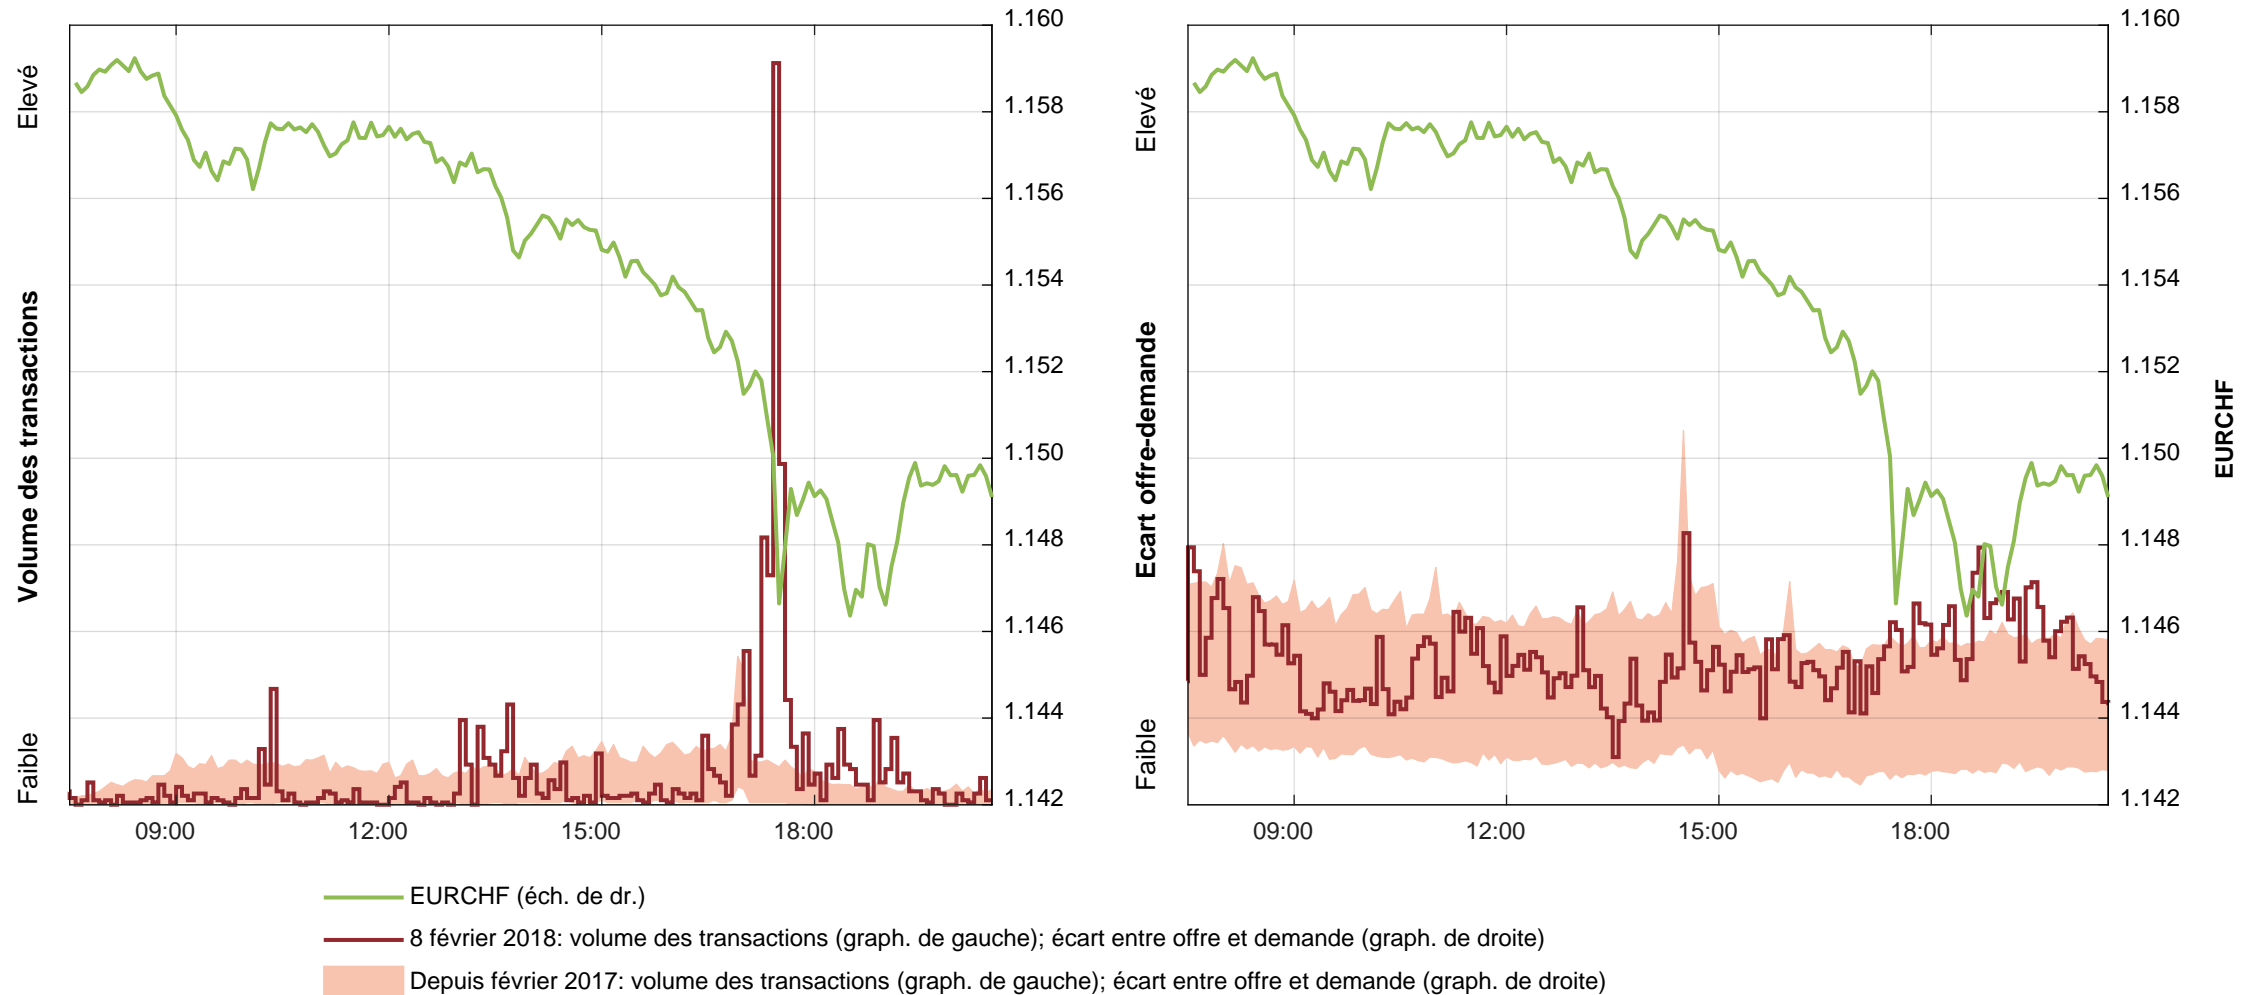 Volume des transactions
Faible
Elevé
1.160
1.158
1.156
1.154
1.152
1.150
1.148
1.146
1.144
1.142
09:00 12:00 15:00 18:00
Ecart offre-demande
Faible
Elevé
1.160
1.158
1.156
1.154
1.152
1.150
1.148
1.146
1.144
1.142
EURCHF
09:00 12:00 15:00 18:00
EURCHF (éch. de dr.)
8 février 2018: volume des transactions (graph. de gauche); écart entre offre et demande (graph. de droite)
Depuis février 2017: volume des transactions (graph. de gauche); écart entre offre et demande (graph. de droite)